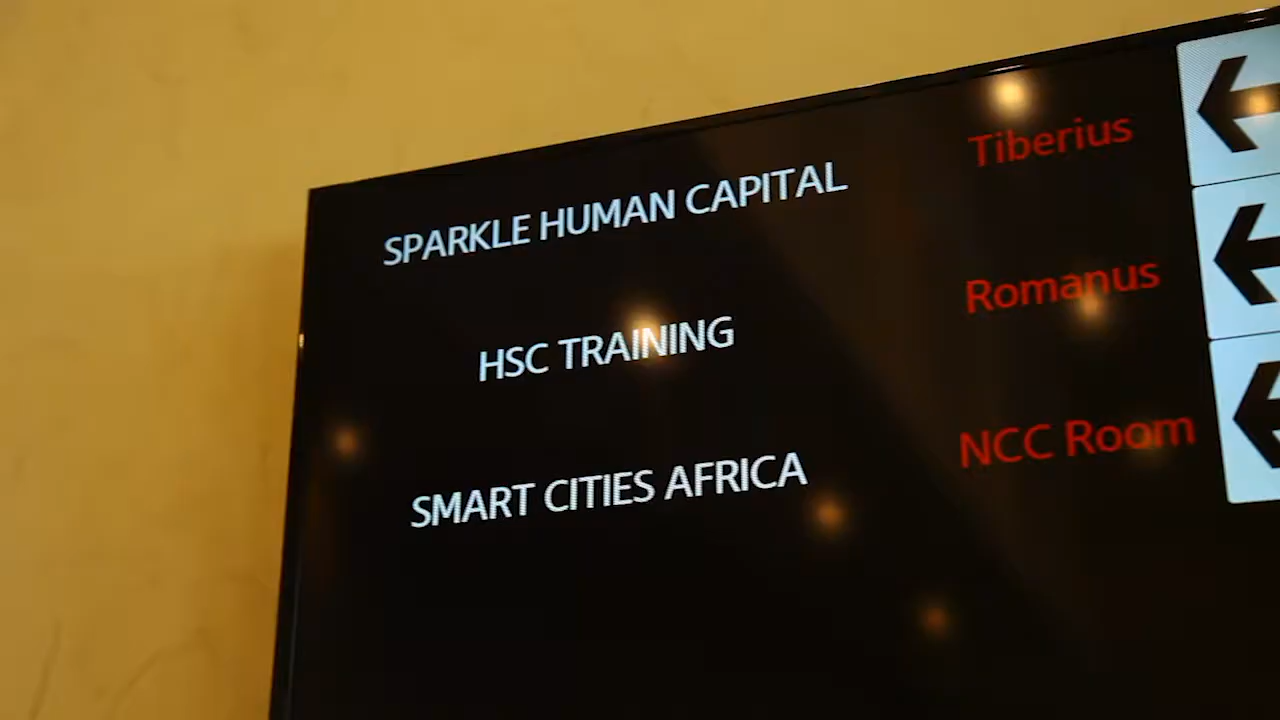 SPARKLE HUMAN CAPITAL Tiberius
HSC TRAINING Romanus
SMART CITIES AFRICA NCC Room